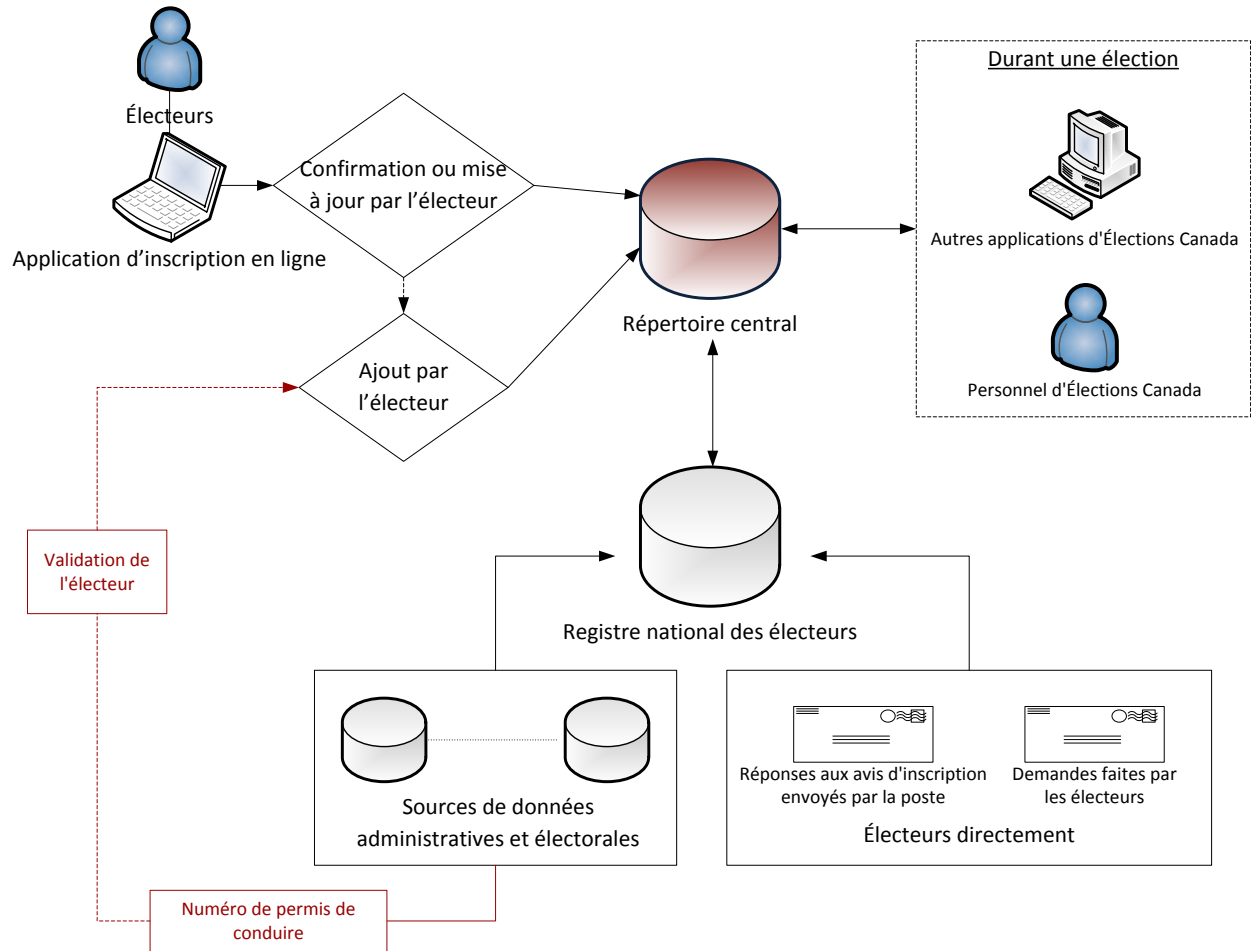 Électeurs
Application d’inscription en ligne
Confirmation ou mise
à jour par l’électeur
Ajout par
l’électeur
Répertoire central
Durant une élection
Autres applications d'Élections Canada
Personnel d'Élections Canada
Validation de
l'électeur
Registre national des électeurs
Sources de données
administratives et électorales
Réponses aux avis d'inscription
envoyés par la poste
Demandes faites par
les électeurs
Électeurs directement
Numéro de permis de
conduire